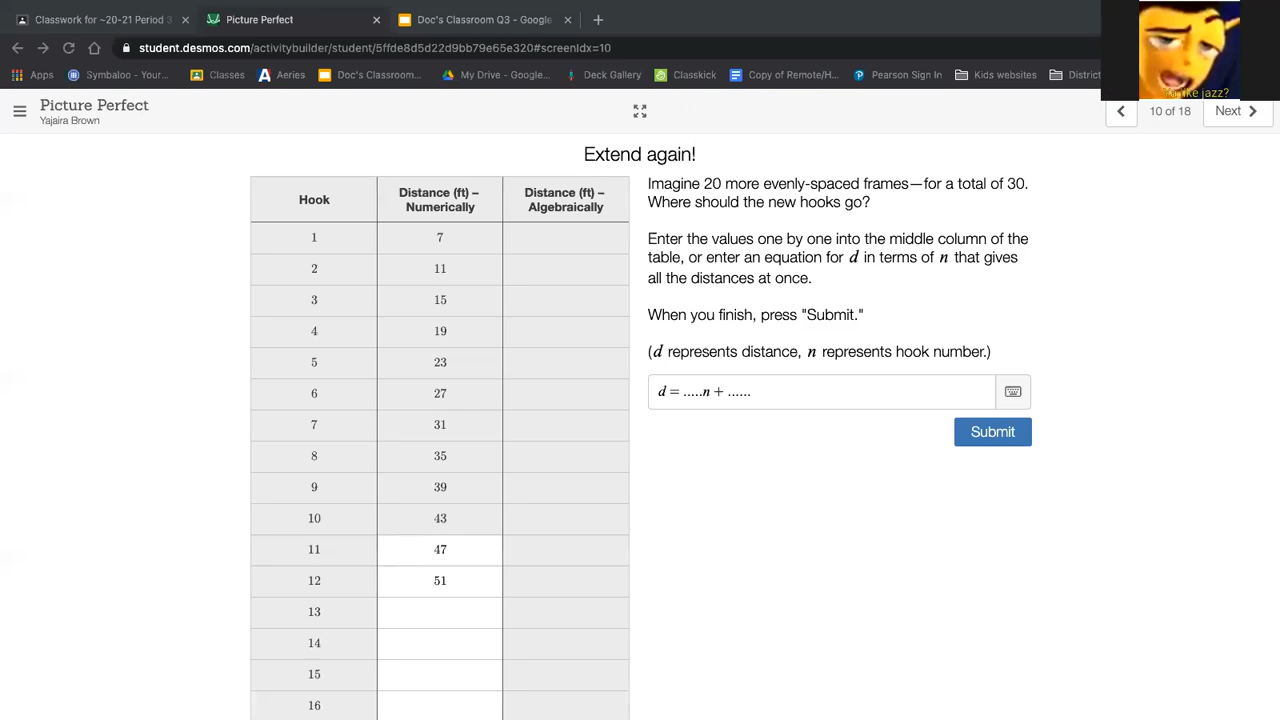 Classwork for ~20-21 Period 3
Picture Perfect
Doc's Classroom Q3 - Google
student.desmos.com/activitybuilder/student/5ffde8d5d22d9bb79e65e320#screenIdx=10
Apps
Symbaloo - Your...
Classes
Aeries
Doc's Classroom...
My Drive - Google...
Deck Gallery
Classkick
Copy of Remote/H...
Pearson Sign In
Kids websites
District
like jazz?
Picture Perfect
Yajaira Brown
10 of 18
Next
Extend again!
Hook
Distance (ft) –
Numerically
Distance (ft) –
Algebraically
1 7
2 11
3 15
4 19
5 23
6 27
7 31
8 35
9 39
10 43
11 47
12 51
13
14
15
16
Imagine 20 more evenly-spaced frames—for a total of 30.
Where should the new hooks go?
Enter the values one by one into the middle column of the
table, or enter an equation for d in terms of n that gives
all the distances at once.
When you finish, press "Submit."
(d represents distance, n represents hook number.)
d = .....n + ......
Submit